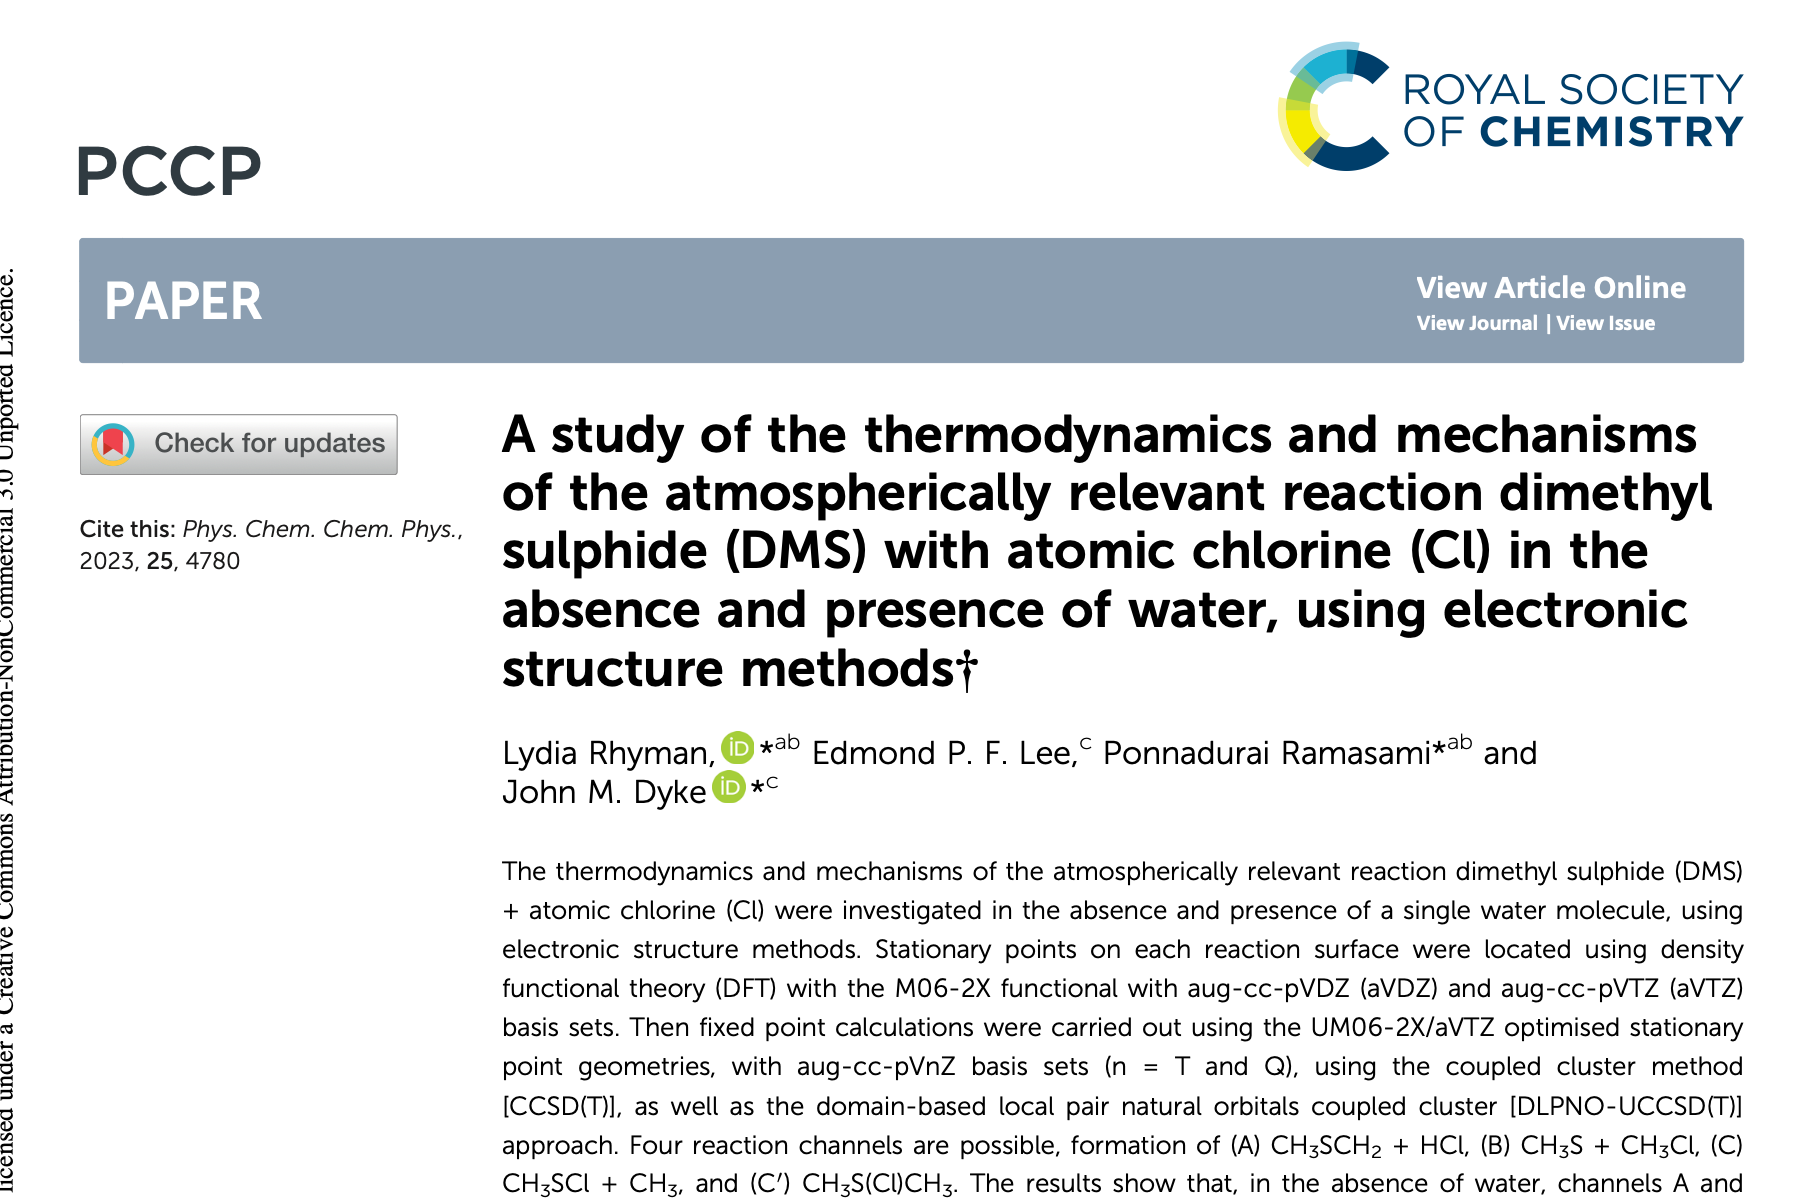 ROYAL SOCIETY
OF CHEMISTRY
PCCP
PAPER
View Article Online
View Journal | View Issue
Check for updates
Cite this: Phys. Chem. Chem. Phys.,
2023, 25, 4780
A study of the thermodynamics and mechanisms
of the atmospherically relevant reaction dimethyl
sulphide (DMS) with atomic chlorine (Cl) in the
absence and presence of water, using electronic
structure methods†
Lydia Rhyman, iD *ab Edmond P. F. Lee,c Ponnadurai Ramasami*ab and
John M. Dyke iD *c
The thermodynamics and mechanisms of the atmospherically relevant reaction dimethyl sulphide (DMS)
+ atomic chlorine (Cl) were investigated in the absence and presence of a single water molecule, using
electronic structure methods. Stationary points on each reaction surface were located using density
functional theory (DFT) with the M06-2X functional with aug-cc-pVDZ (aVDZ) and aug-cc-pVTZ (aVTZ)
basis sets. Then fixed point calculations were carried out using the UM06-2X/aVTZ optimised stationary
point geometries, with aug-cc-pVnZ basis sets (n = T and Q), using the coupled cluster method
[CCSD(T)], as well as the domain-based local pair natural orbitals coupled cluster [DLPNO-UCCSD(T)]
approach. Four reaction channels are possible, formation of (A) CH₃SCH₂ + HCl, (B) CH₃S + CH₃Cl, (C)
CH₃SCl + CH₃, and (C′) CH₃S(Cl)CH₃. The results show that, in the absence of water, channels A and
licensed under a Creative Commons Attribution-NonCommercial 3.0 Unported Licence.